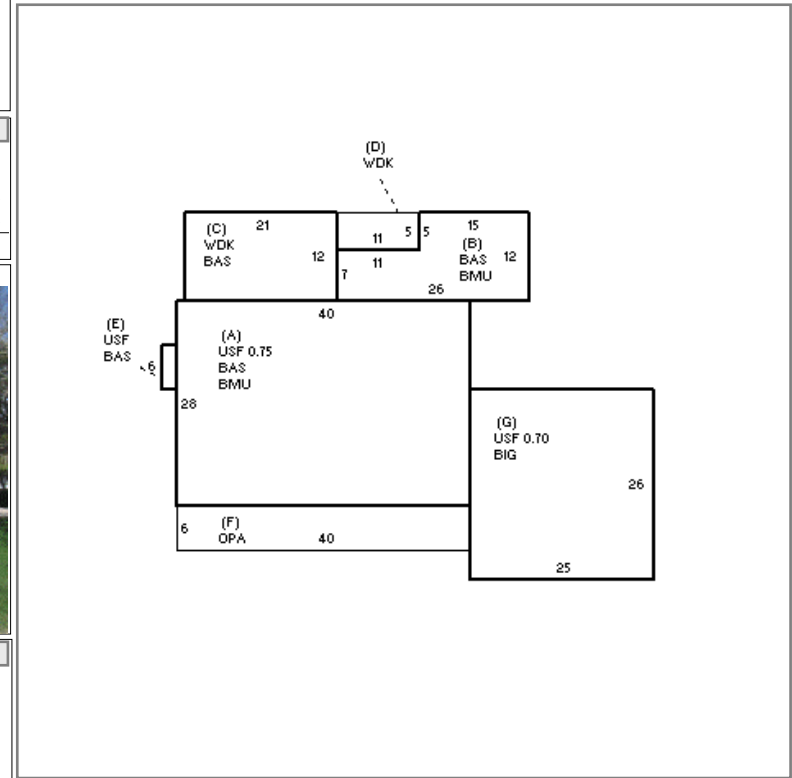 (D)
WDK
(C)
WDK
BAS
21
12
11
5
5
15
(B)
BAS
BMU
12
7
11
26
40
(E)
USF
BAS
6
(A)
USF 0.75
BAS
BMU
28
(G)
USF 0.70
BIG
26
25
6
(F)
OPA
40